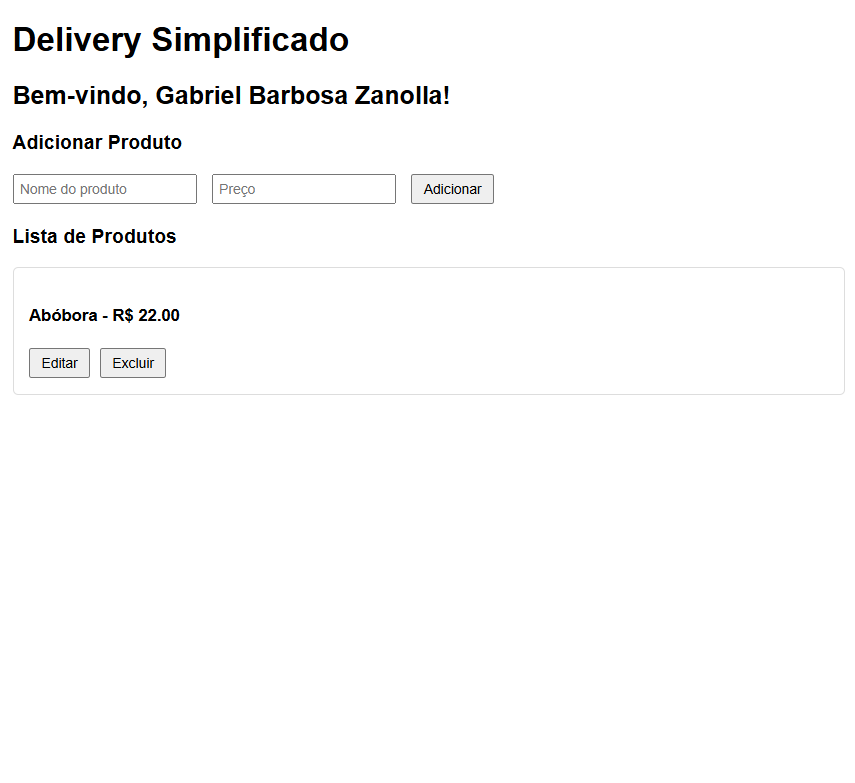 Delivery Simplificado
Bem-vindo, Gabriel Barbosa Zanolla!
Adicionar Produto
Nome do produto Preço Adicionar
Lista de Produtos
Abóbora - R$ 22.00
Editar Excluir